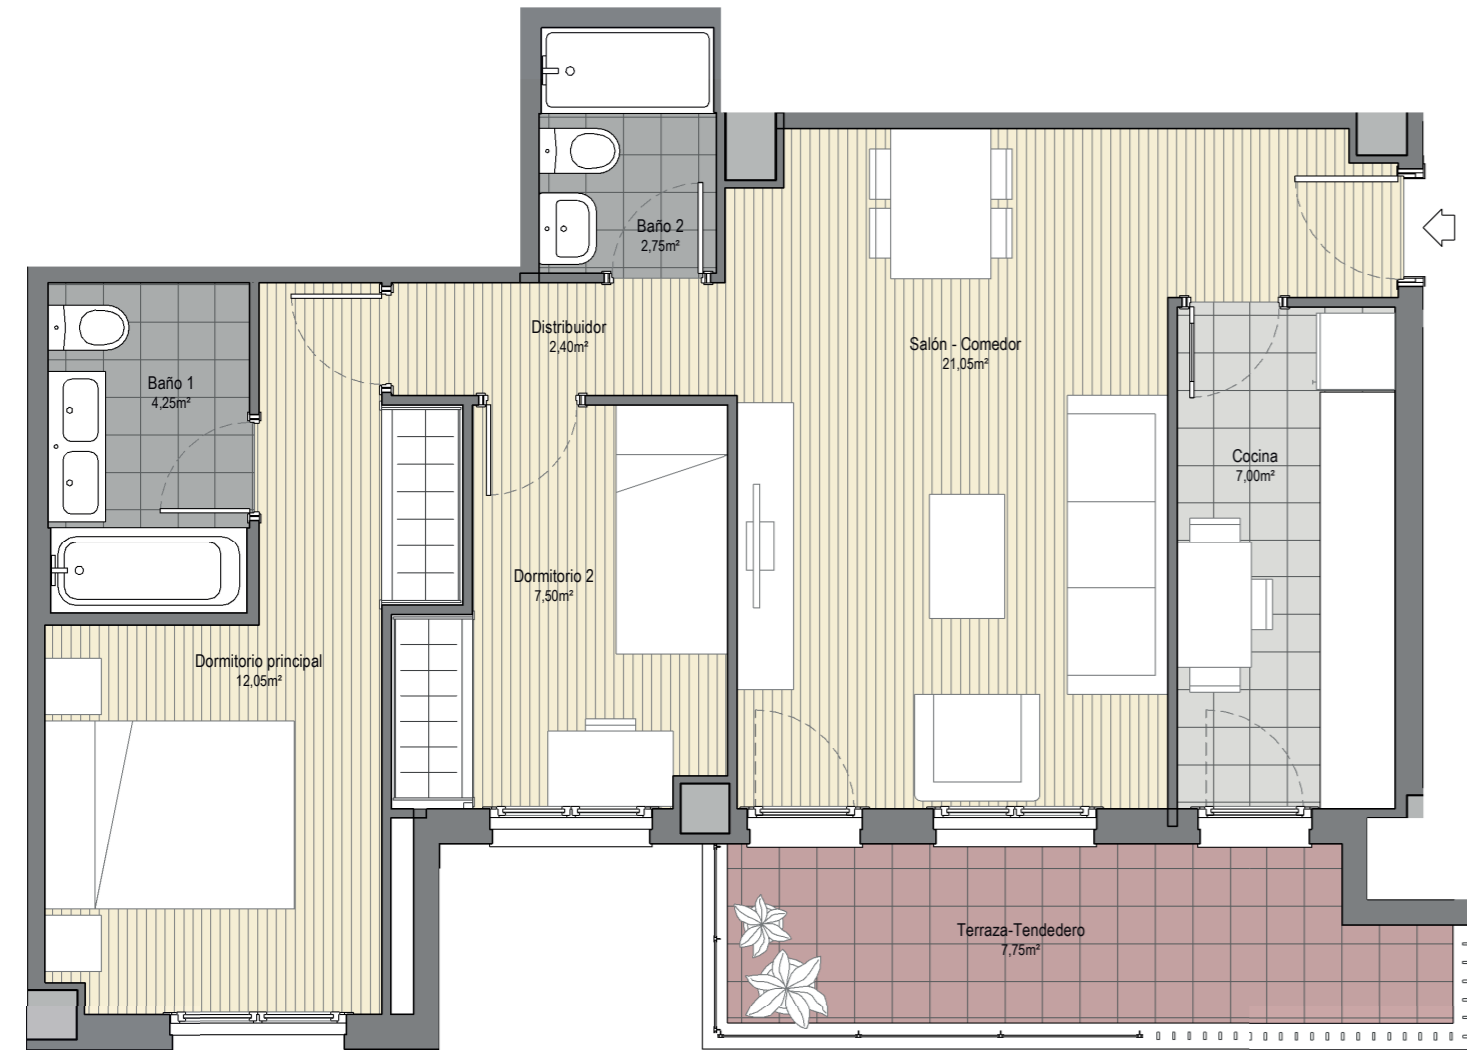 Baño 2
2,75m²
Distribuidor
2,40m²
Salón - Comedor
21,05m²
Baño 1
4,25m²
Cocina
7,00m²
Dormitorio 2
7,50m²
Dormitorio principal
12,05m²
Terraza-Tendedero
7,75m²